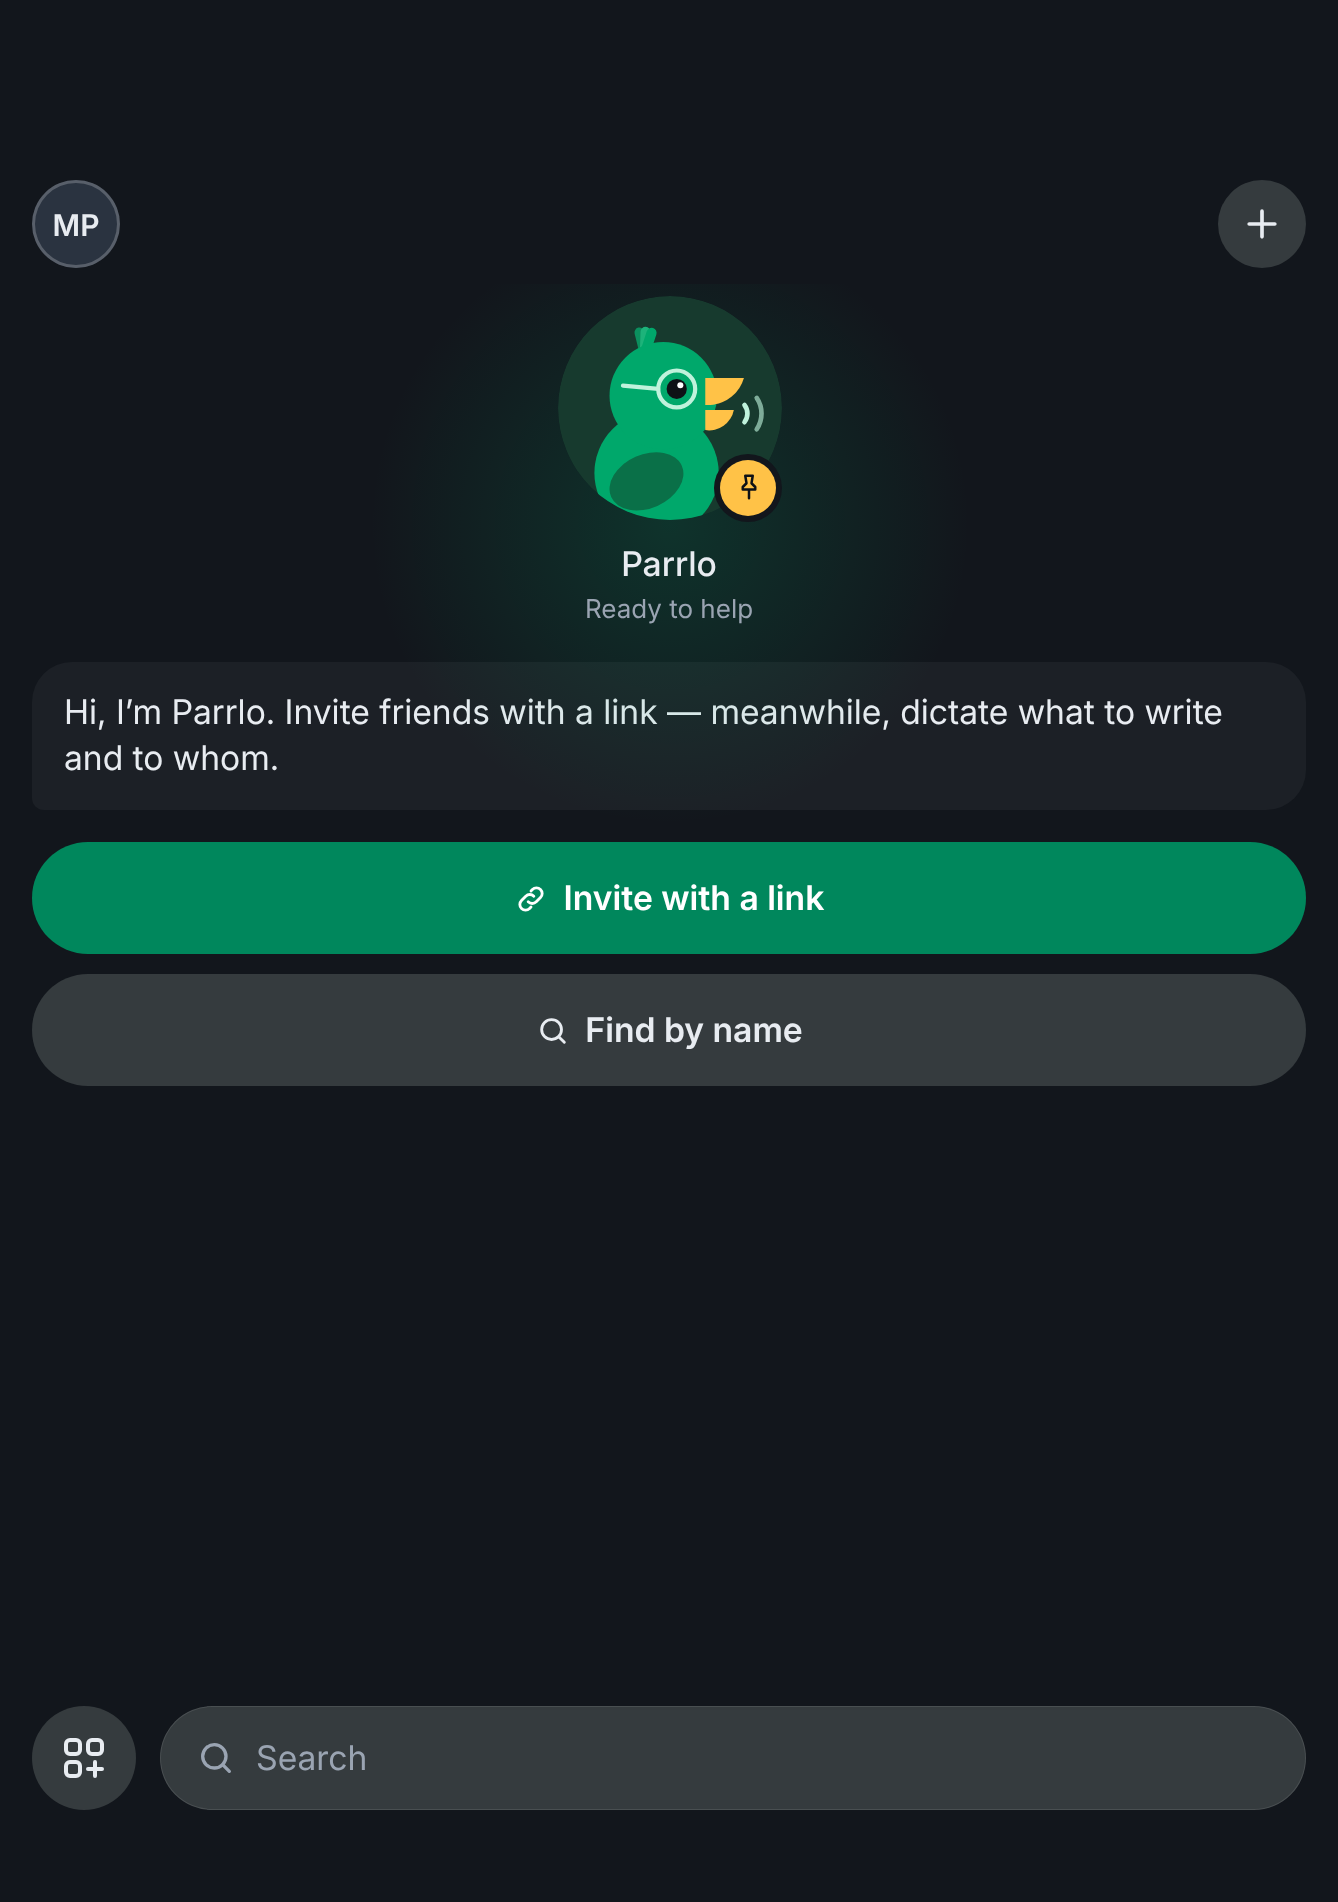 MP
Parrlo
Ready to help
Hi, I’m Parrlo. Invite friends with a link — meanwhile, dictate what to write
and to whom.
Invite with a link
Find by name
Search